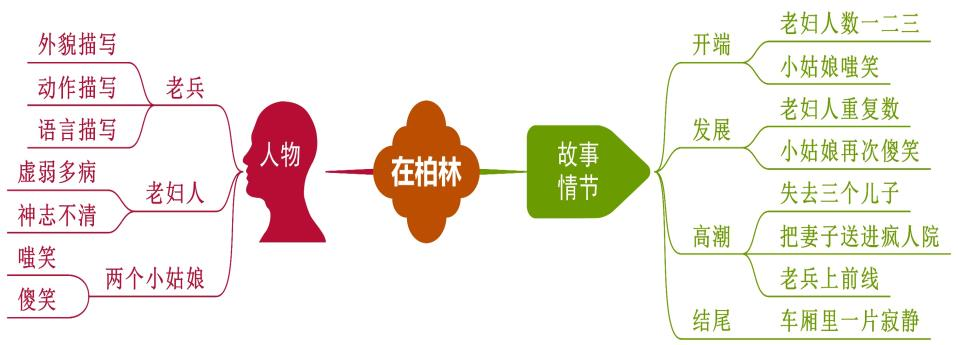 在柏林
人物
老兵
外貌描写
动作描写
语言描写
老妇人
虚弱多病
神志不清
两个小姑娘
嗤笑
傻笑
故事
情节
开端
老妇人数一二三
小姑娘嗤笑
发展
老妇人重复数
小姑娘再次傻笑
高潮
失去三个儿子
把妻子送进疯人院
老兵上前线
结尾
车厢里一片寂静